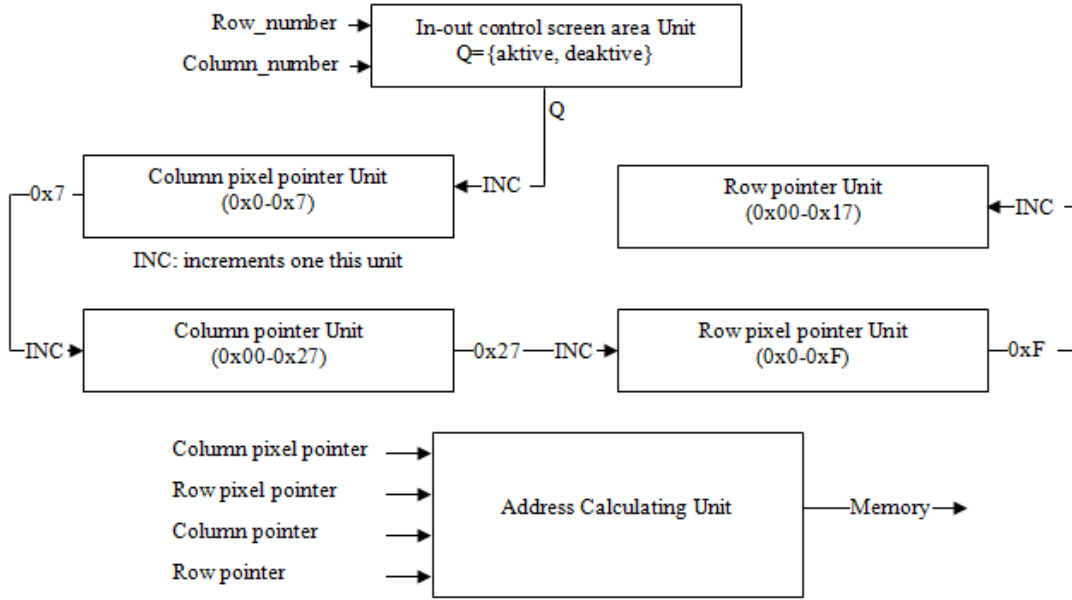 Row_number
Column_number
In-out control screen area Unit
Q={aktive, deaktive}
Q
0x7
Column pixel pointer Unit
(0x0-0x7)
INC
Row pointer Unit
(0x00-0x17)
INC
INC: increments one this unit
INC
Column pointer Unit
(0x00-0x27)
0x27
INC
Row pixel pointer Unit
(0x0-0xF)
0xF
Column pixel pointer
Row pixel pointer
Column pointer
Row pointer
Address Calculating Unit
Memory